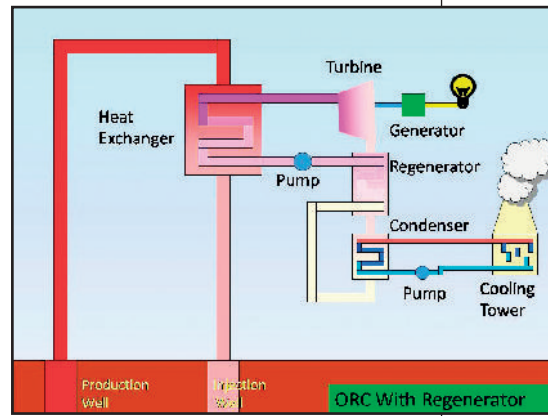 Turbine
Heat
Exchanger
Generator
Regenerator
Pump
Condenser
Pump
Cooling
Tower
Production
Well
Injection
Well
ORC With Regenerator